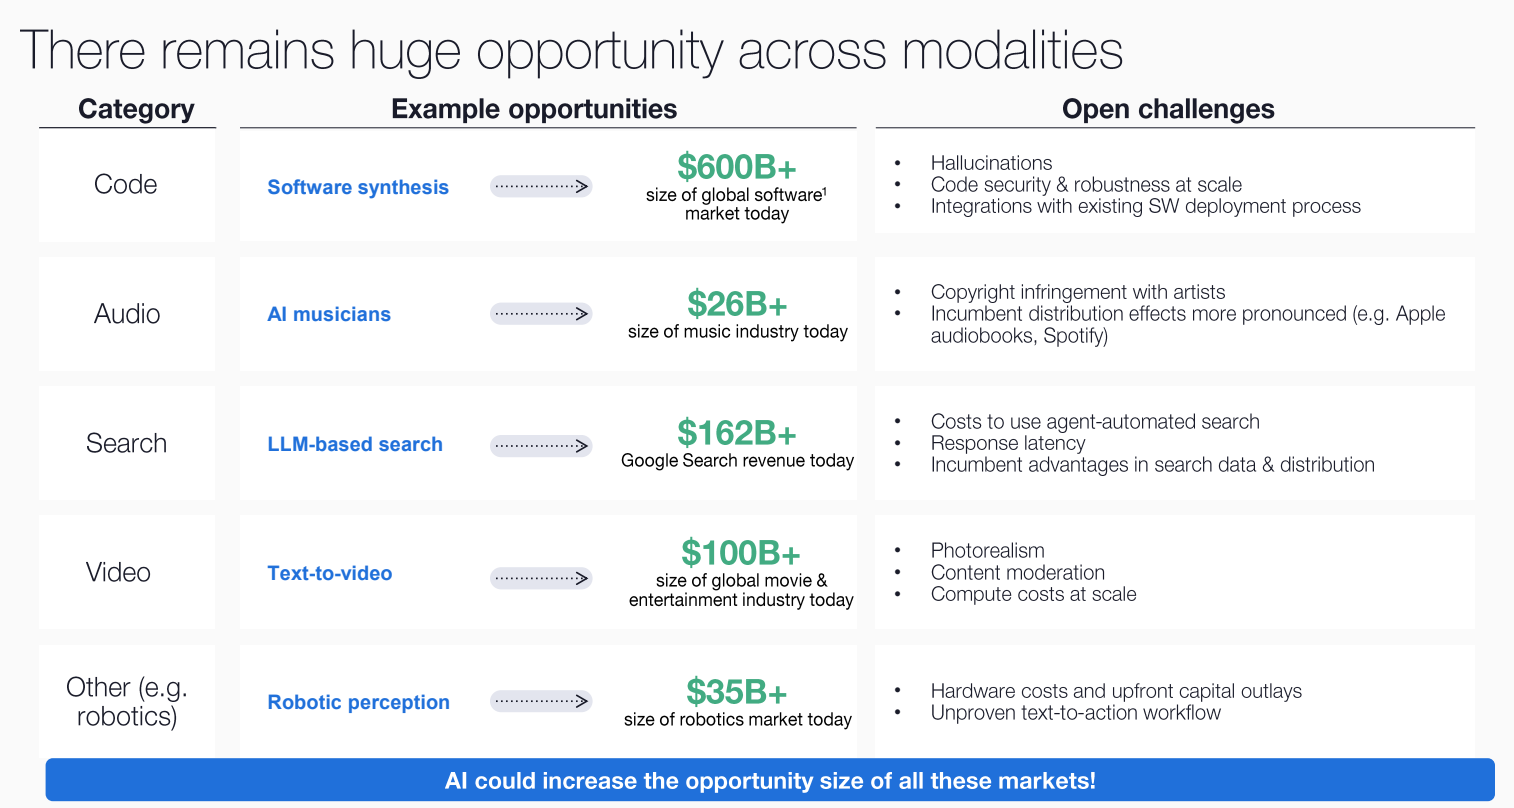 There remains huge opportunity across modalities
Category
Example opportunities
Open challenges
Code
Software synthesis
$600B+
size of global software¹
market today
• Hallucinations
• Code security & robustness at scale
• Integrations with existing SW deployment process
Audio
AI musicians
$26B+
size of music industry today
• Copyright infringement with artists
• Incumbent distribution effects more pronounced (e.g. Apple
audiobooks, Spotify)
Search
LLM-based search
$162B+
Google Search revenue today
• Costs to use agent-automated search
• Response latency
• Incumbent advantages in search data & distribution
Video
Text-to-video
$100B+
size of global movie &
entertainment industry today
• Photorealism
• Content moderation
• Compute costs at scale
Other (e.g.
robotics)
Robotic perception
$35B+
size of robotics market today
• Hardware costs and upfront capital outlays
• Unproven text-to-action workflow
AI could increase the opportunity size of all these markets!